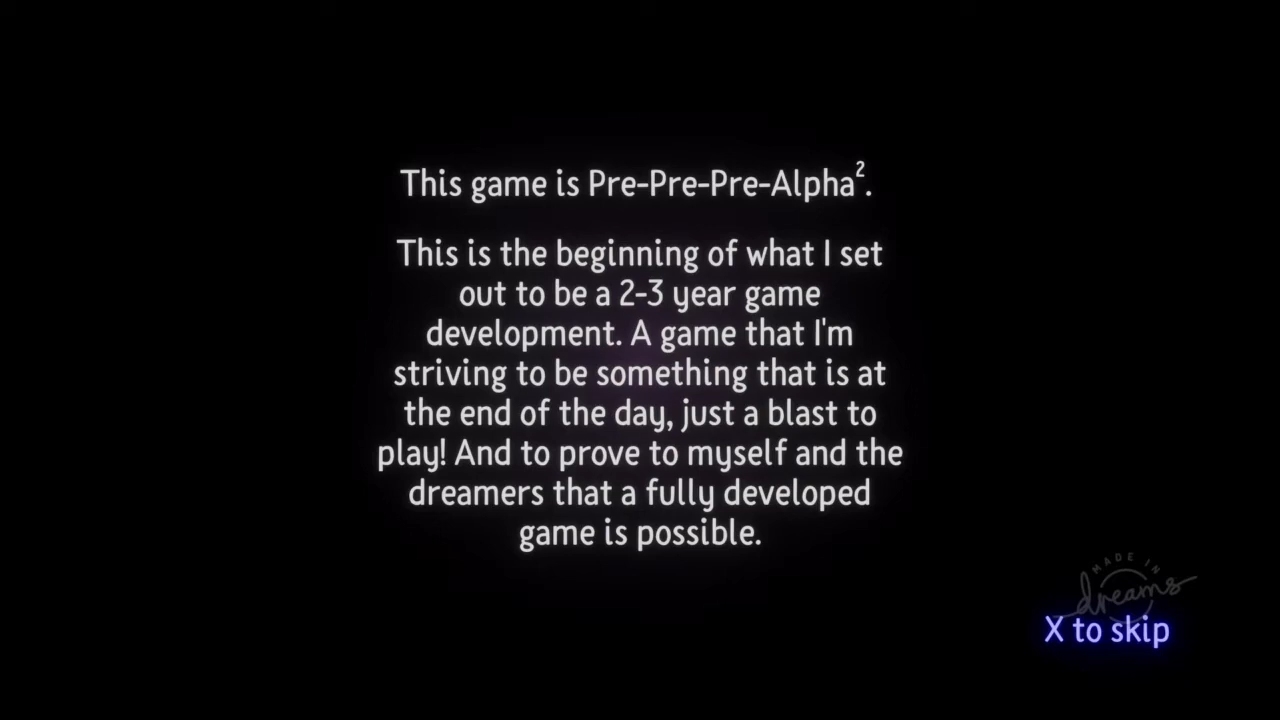 This game is Pre-Pre-Pre-Alpha².
This is the beginning of what I set
out to be a 2-3 year game
development. A game that I'm
striving to be something that is at
the end of the day, just a blast to
play! And to prove to myself and the
dreamers that a fully developed
game is possible.
MADE IN
dreams
X to skip